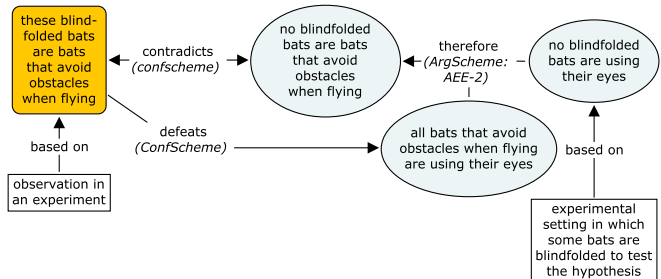 these blind-
folded bats
are bats
that avoid
obstacles
when flying
contradicts
(confscheme)
no blindfolded
bats are bats
that avoid
obstacles
when flying
therefore
(ArgScheme:
AEE-2)
no blindfolded
bats are using
their eyes
defeats
(ConfScheme)
all bats that avoid
obstacles when flying
are using their eyes
based on
observation in
an experiment
based on
experimental
setting in which
some bats are
blindfolded to test
the hypothesis